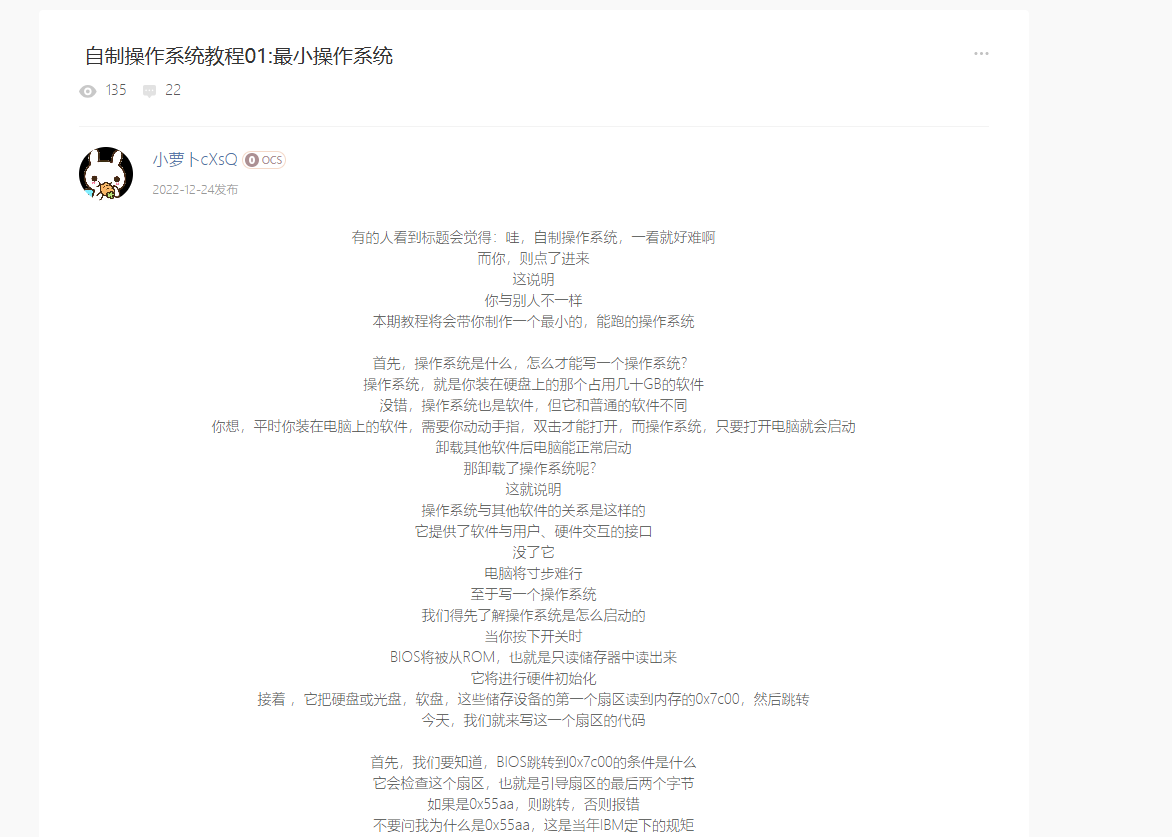 自制操作系统教程01:最小操作系统
135 22
小萝卜cXsQ 0 OCS
2022-12-24发布
有的人看到标题会觉得：哇，自制操作系统，一看就好难啊
而你，则点了进来
这说明
你与别人不一样
本期教程将会带你制作一个最小的，能跑的操作系统
首先，操作系统是什么，怎么才能写一个操作系统？
操作系统，就是你装在硬盘上的那个占用几十GB的软件
没错，操作系统也是软件，但它和普通的软件不同
你想，平时你装在电脑上的软件，需要你动动手指，双击才能打开，而操作系统，只要打开电脑就会启动
卸载其他软件后电脑能正常启动
那卸载了操作系统呢？
这就说明
操作系统与其他软件的关系是这样的
它提供了软件与用户、硬件交互的接口
没了它
电脑将寸步难行
至于写一个操作系统
我们得先了解操作系统是怎么启动的
当你按下开关时
BIOS将被从ROM，也就是只读储存器中读出来
它将进行硬件初始化
接着 ，它把硬盘或光盘，软盘，这些储存设备的第一个扇区读到内存的0x7c00，然后跳转
今天，我们就来写这一个扇区的代码
首先，我们要知道，BIOS跳转到0x7c00的条件是什么
它会检查这个扇区，也就是引导扇区的最后两个字节
如果是0x55aa，则跳转，否则报错
不要问我为什么是0x55aa，这是当年IBM定下的规矩